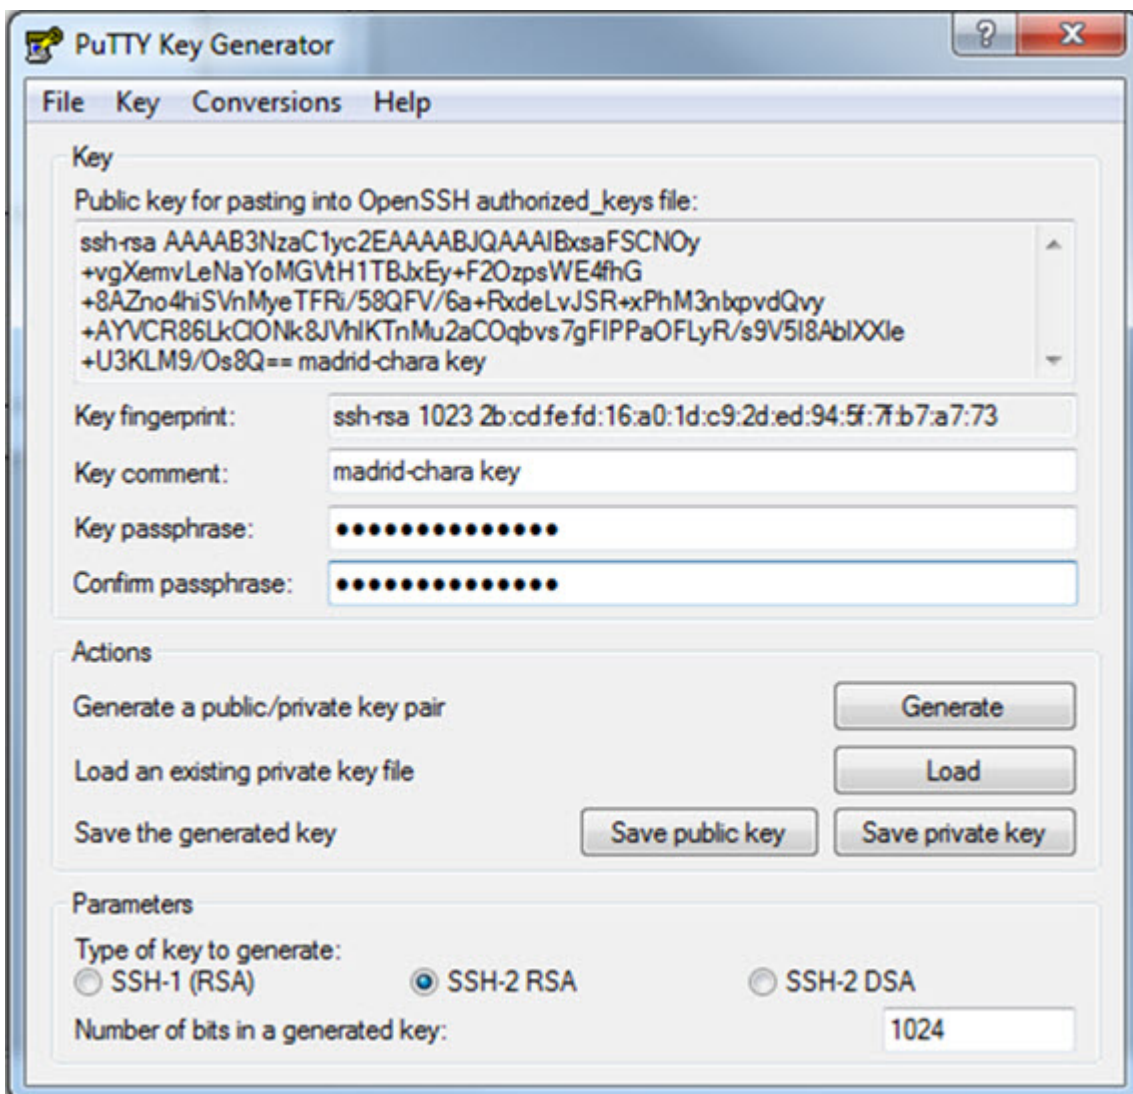 PuTTY Key Generator
File Key Conversions Help
Key
Public key for pasting into OpenSSH authorized_keys file:
ssh-rsa AAAAB3NzaC1yc2EAAAABJQAAAIBxsaFSCNOy
+vgXemvLeNaYoMGVtH1TBJxEy+F2OzpsWE4fhG
+8AZno4hiSVnMyeTFRi/58QFV/6a+RxdeLvJSR+xPhM3nlxpvdQvy
+AYVCR86LkClONk8JVhlKTnMu2aCOqbvs7gFIPPaOFLyR/s9V5I8AbIXXIe
+U3KLM9/Os8Q== madrid-chara key
Key fingerprint: ssh-rsa 1023 2b:cd:fe:fd:16:a0:1d:c9:2d:ed:94:5f:7f:b7:a7:73
Key comment: madrid-chara key
Key passphrase: ••••••••••••••
Confirm passphrase: ••••••••••••••
Actions
Generate a public/private key pair Generate
Load an existing private key file Load
Save the generated key Save public key Save private key
Parameters
Type of key to generate:
SSH-1 (RSA) SSH-2 RSA SSH-2 DSA
Number of bits in a generated key: 1024